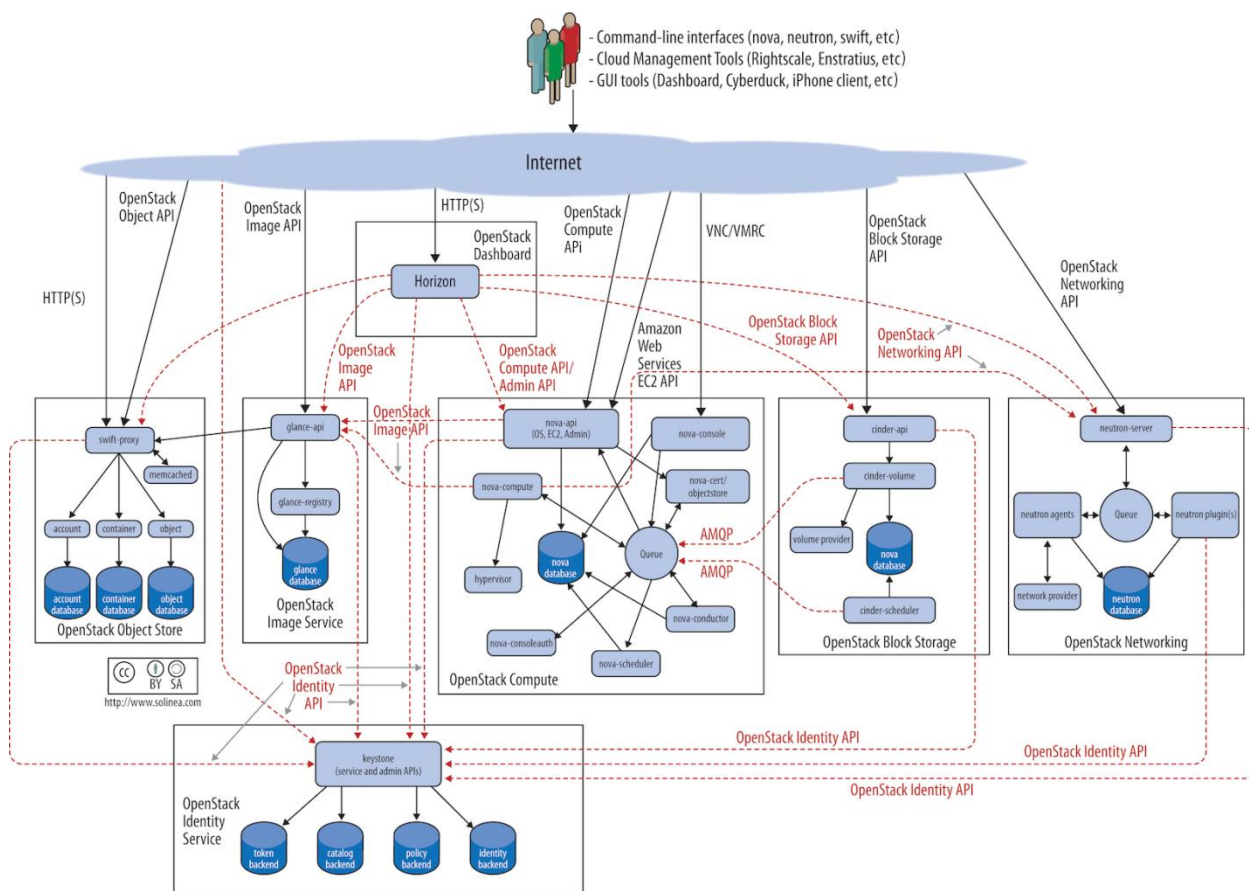 - Command-line interfaces (nova, neutron, swift, etc)
- Cloud Management Tools (Rightscale, Enstratius, etc)
- GUI tools (Dashboard, Cyberduck, iPhone client, etc)
Internet
OpenStack
Object API
OpenStack
Image API
HTTP(S)
OpenStack
Compute
APi
VNC/VMRC
OpenStack
Block Storage
API
OpenStack
Networking
API
HTTP(S)
OpenStack
Dashboard
Horizon
OpenStack
Image
API
OpenStack
Compute API/
Admin API
Amazon
Web
Services
EC2 API
OpenStack Block
Storage API
OpenStack
Networking API
swift-proxy
memcached
account
container
object
account
database
container
database
object
database
OpenStack Object Store
glance-api
glance-registry
glance
database
OpenStack
Image Service
OpenStack
Image API
nova-api
(OS, EC2, Admin)
nova-console
nova-compute
nova-cert/
objectstore
Queue
nova
database
hypervisor
nova-conductor
nova-consoleauth
nova-scheduler
OpenStack Compute
AMQP
AMQP
cinder-api
cinder-volume
volume provider
nova
database
cinder-scheduler
OpenStack Block Storage
neutron-server
neutron agents
Queue
neutron plugin(s)
network provider
neutron
database
OpenStack Networking
cc
BY SA
http://www.solinea.com
OpenStack
Identity
API
OpenStack Identity API
OpenStack Identity API
OpenStack Identity API
keystone
(service and admin APIs)
OpenStack
Identity
Service
token
backend
catalog
backend
policy
backend
identity
backend